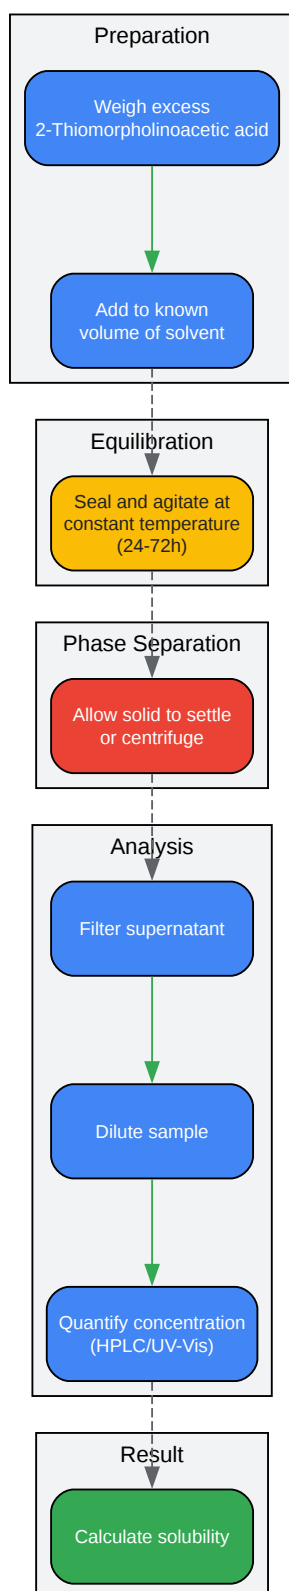 Preparation
Weigh excess
2-Thiomorpholinoacetic acid
Add to known
volume of solvent
Equilibration
Seal and agitate at
constant temperature
(24-72h)
Phase Separation
Allow solid to settle
or centrifuge
Analysis
Filter supernatant
Dilute sample
Quantify concentration
(HPLC/UV-Vis)
Result
Calculate solubility